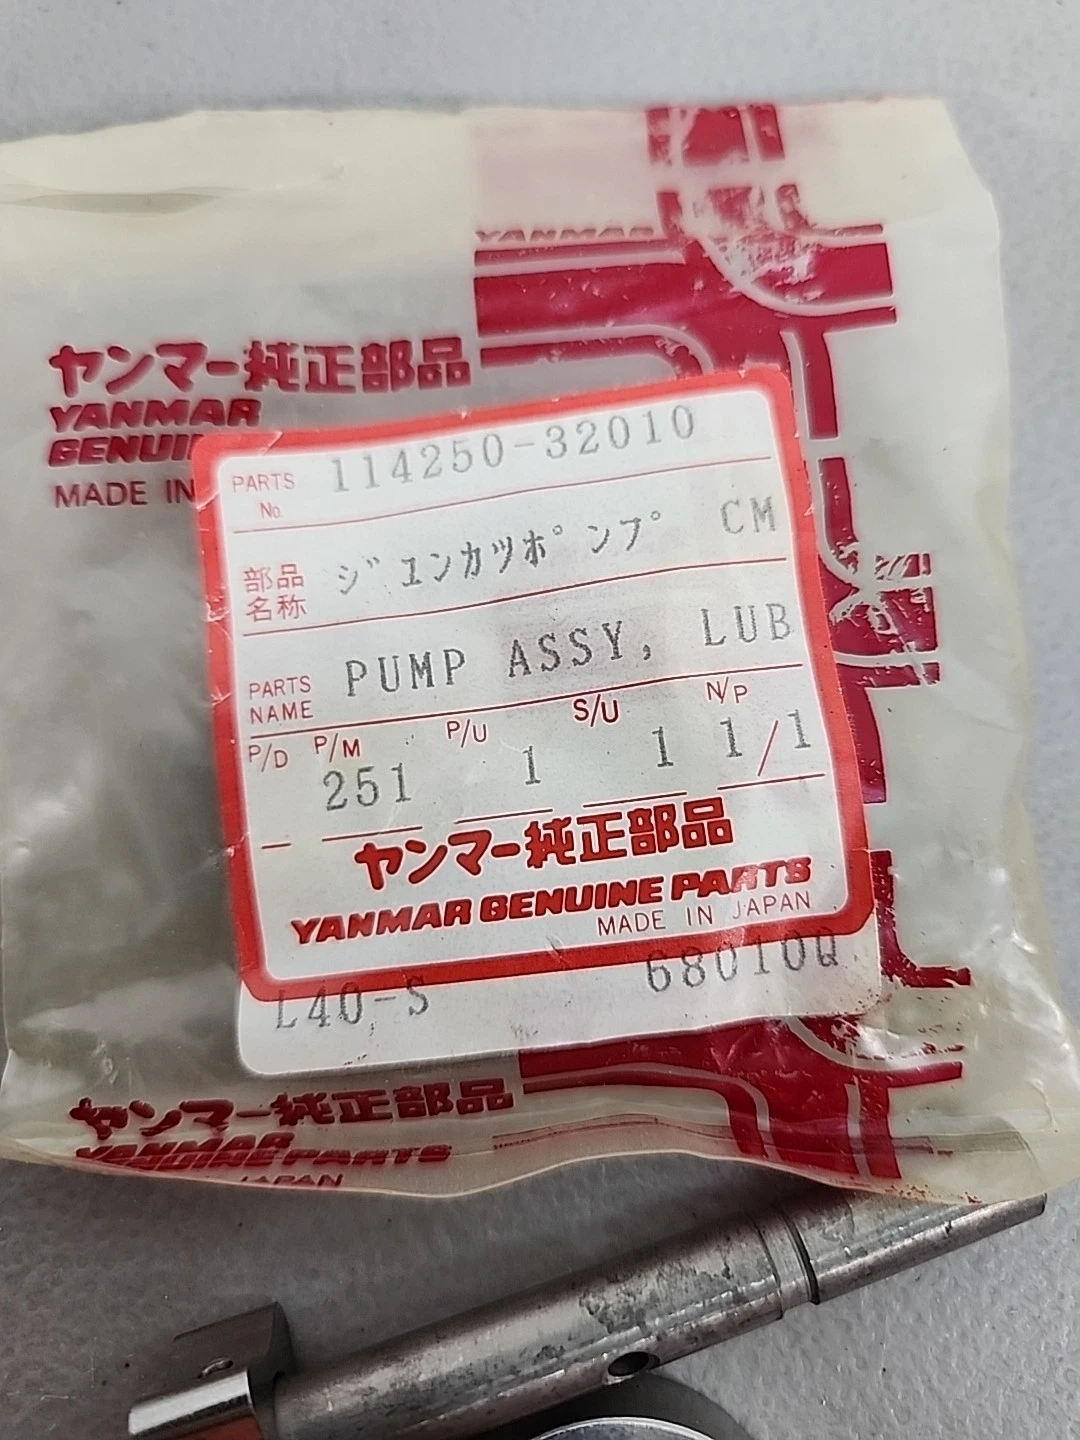 YANMAR
ヤンマー純正部品
YANMAR
GENUI
MADE IN
PARTS No. 114250-32010
部品名称 ジユンカツポンプ CM
PARTS NAME PUMP ASSY, LUB
P/D P/M P/U S/U N/P
- 251 1 1 1/1
ヤンマー純正部品
YANMAR GENUINE PARTS
MADE IN JAPAN
L40-S 68010Q
ヤンマー純正部品
YANMAR
GENUINE PARTS
JAPAN